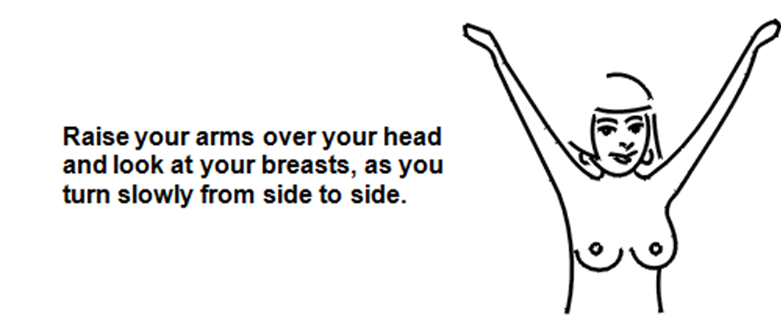 Raise your arms over your head
and look at your breasts, as you
turn slowly from side to side.